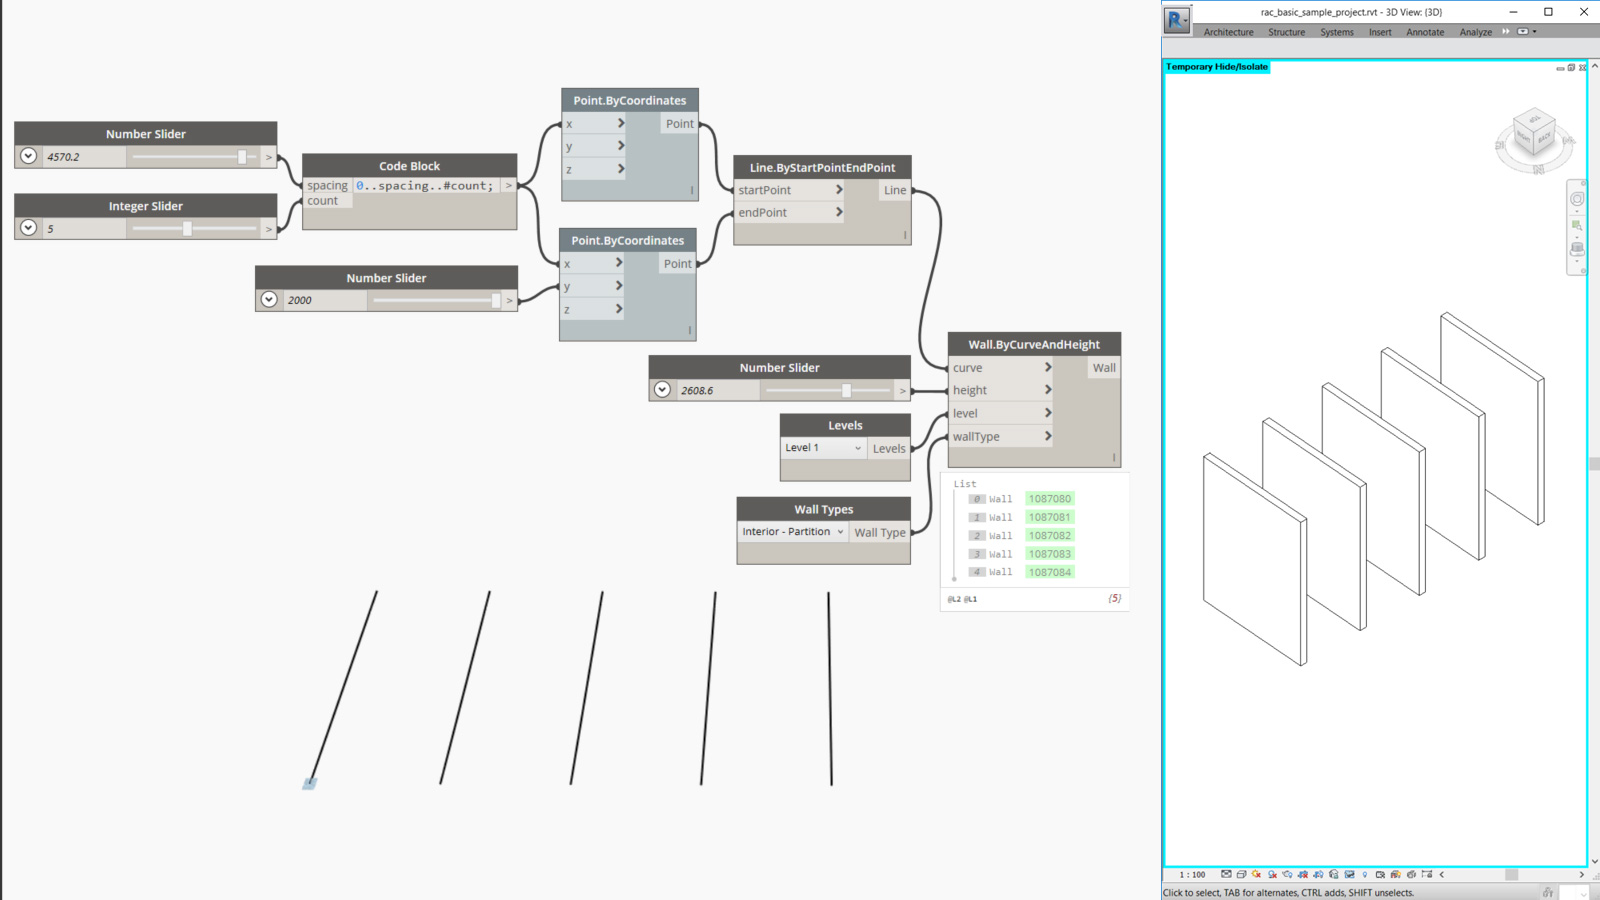 rac_basic_sample_project.rvt - 3D View: {3D}
Architecture Structure Systems Insert Annotate Analyze
Temporary Hide/Isolate
Number Slider
4570.2 >
Integer Slider
5 >
Code Block
spacing 0..spacing..#count; >
count
Number Slider
2000 >
Point.ByCoordinates
x > Point
y >
z >
Point.ByCoordinates
x > Point
y >
z >
Line.ByStartPointEndPoint
startPoint > Line
endPoint >
Number Slider
2608.6 >
Levels
Level 1 Levels
Wall Types
Interior - Partition Wall Type
Wall.ByCurveAndHeight
curve > Wall
height >
level >
wallType >
List
0 Wall 1087080
1 Wall 1087081
2 Wall 1087082
3 Wall 1087083
4 Wall 1087084
@L2 @L1 {5}
RIGHT
BACK
1 : 100
Click to select, TAB for alternates, CTRL adds, SHIFT unselects.